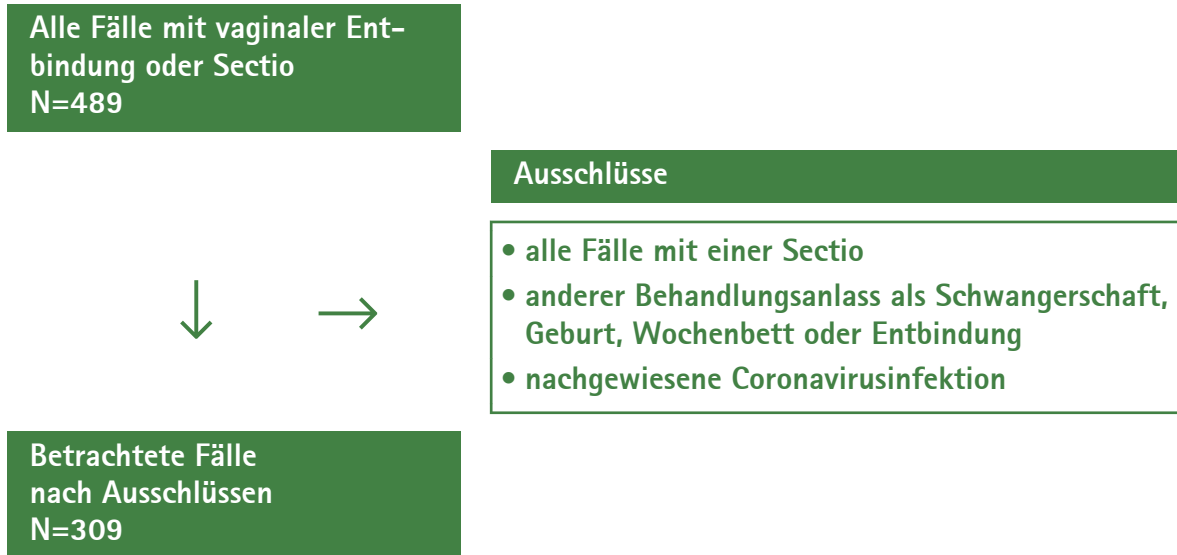 Alle Fälle mit vaginaler Ent-
bindung oder Sectio
N=489
Ausschlüsse
• alle Fälle mit einer Sectio
• anderer Behandlungsanlass als Schwangerschaft,
Geburt, Wochenbett oder Entbindung
• nachgewiesene Coronavirusinfektion
Betrachtete Fälle
nach Ausschlüssen
N=309